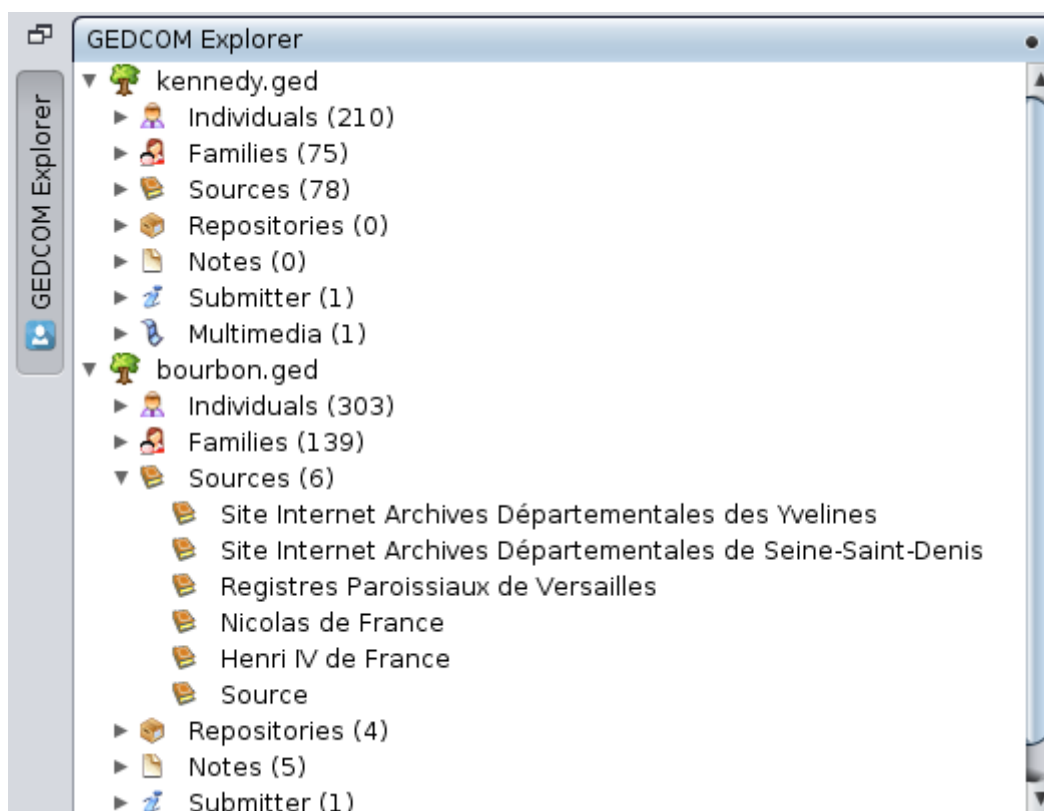 GEDCOM Explorer
GEDCOM Explorer
kennedy.ged
Individuals (210)
Families (75)
Sources (78)
Repositories (0)
Notes (0)
Submitter (1)
Multimedia (1)
bourbon.ged
Individuals (303)
Families (139)
Sources (6)
Site Internet Archives Départementales des Yvelines
Site Internet Archives Départementales de Seine-Saint-Denis
Registres Paroissiaux de Versailles
Nicolas de France
Henri IV de France
Source
Repositories (4)
Notes (5)
Submitter (1)